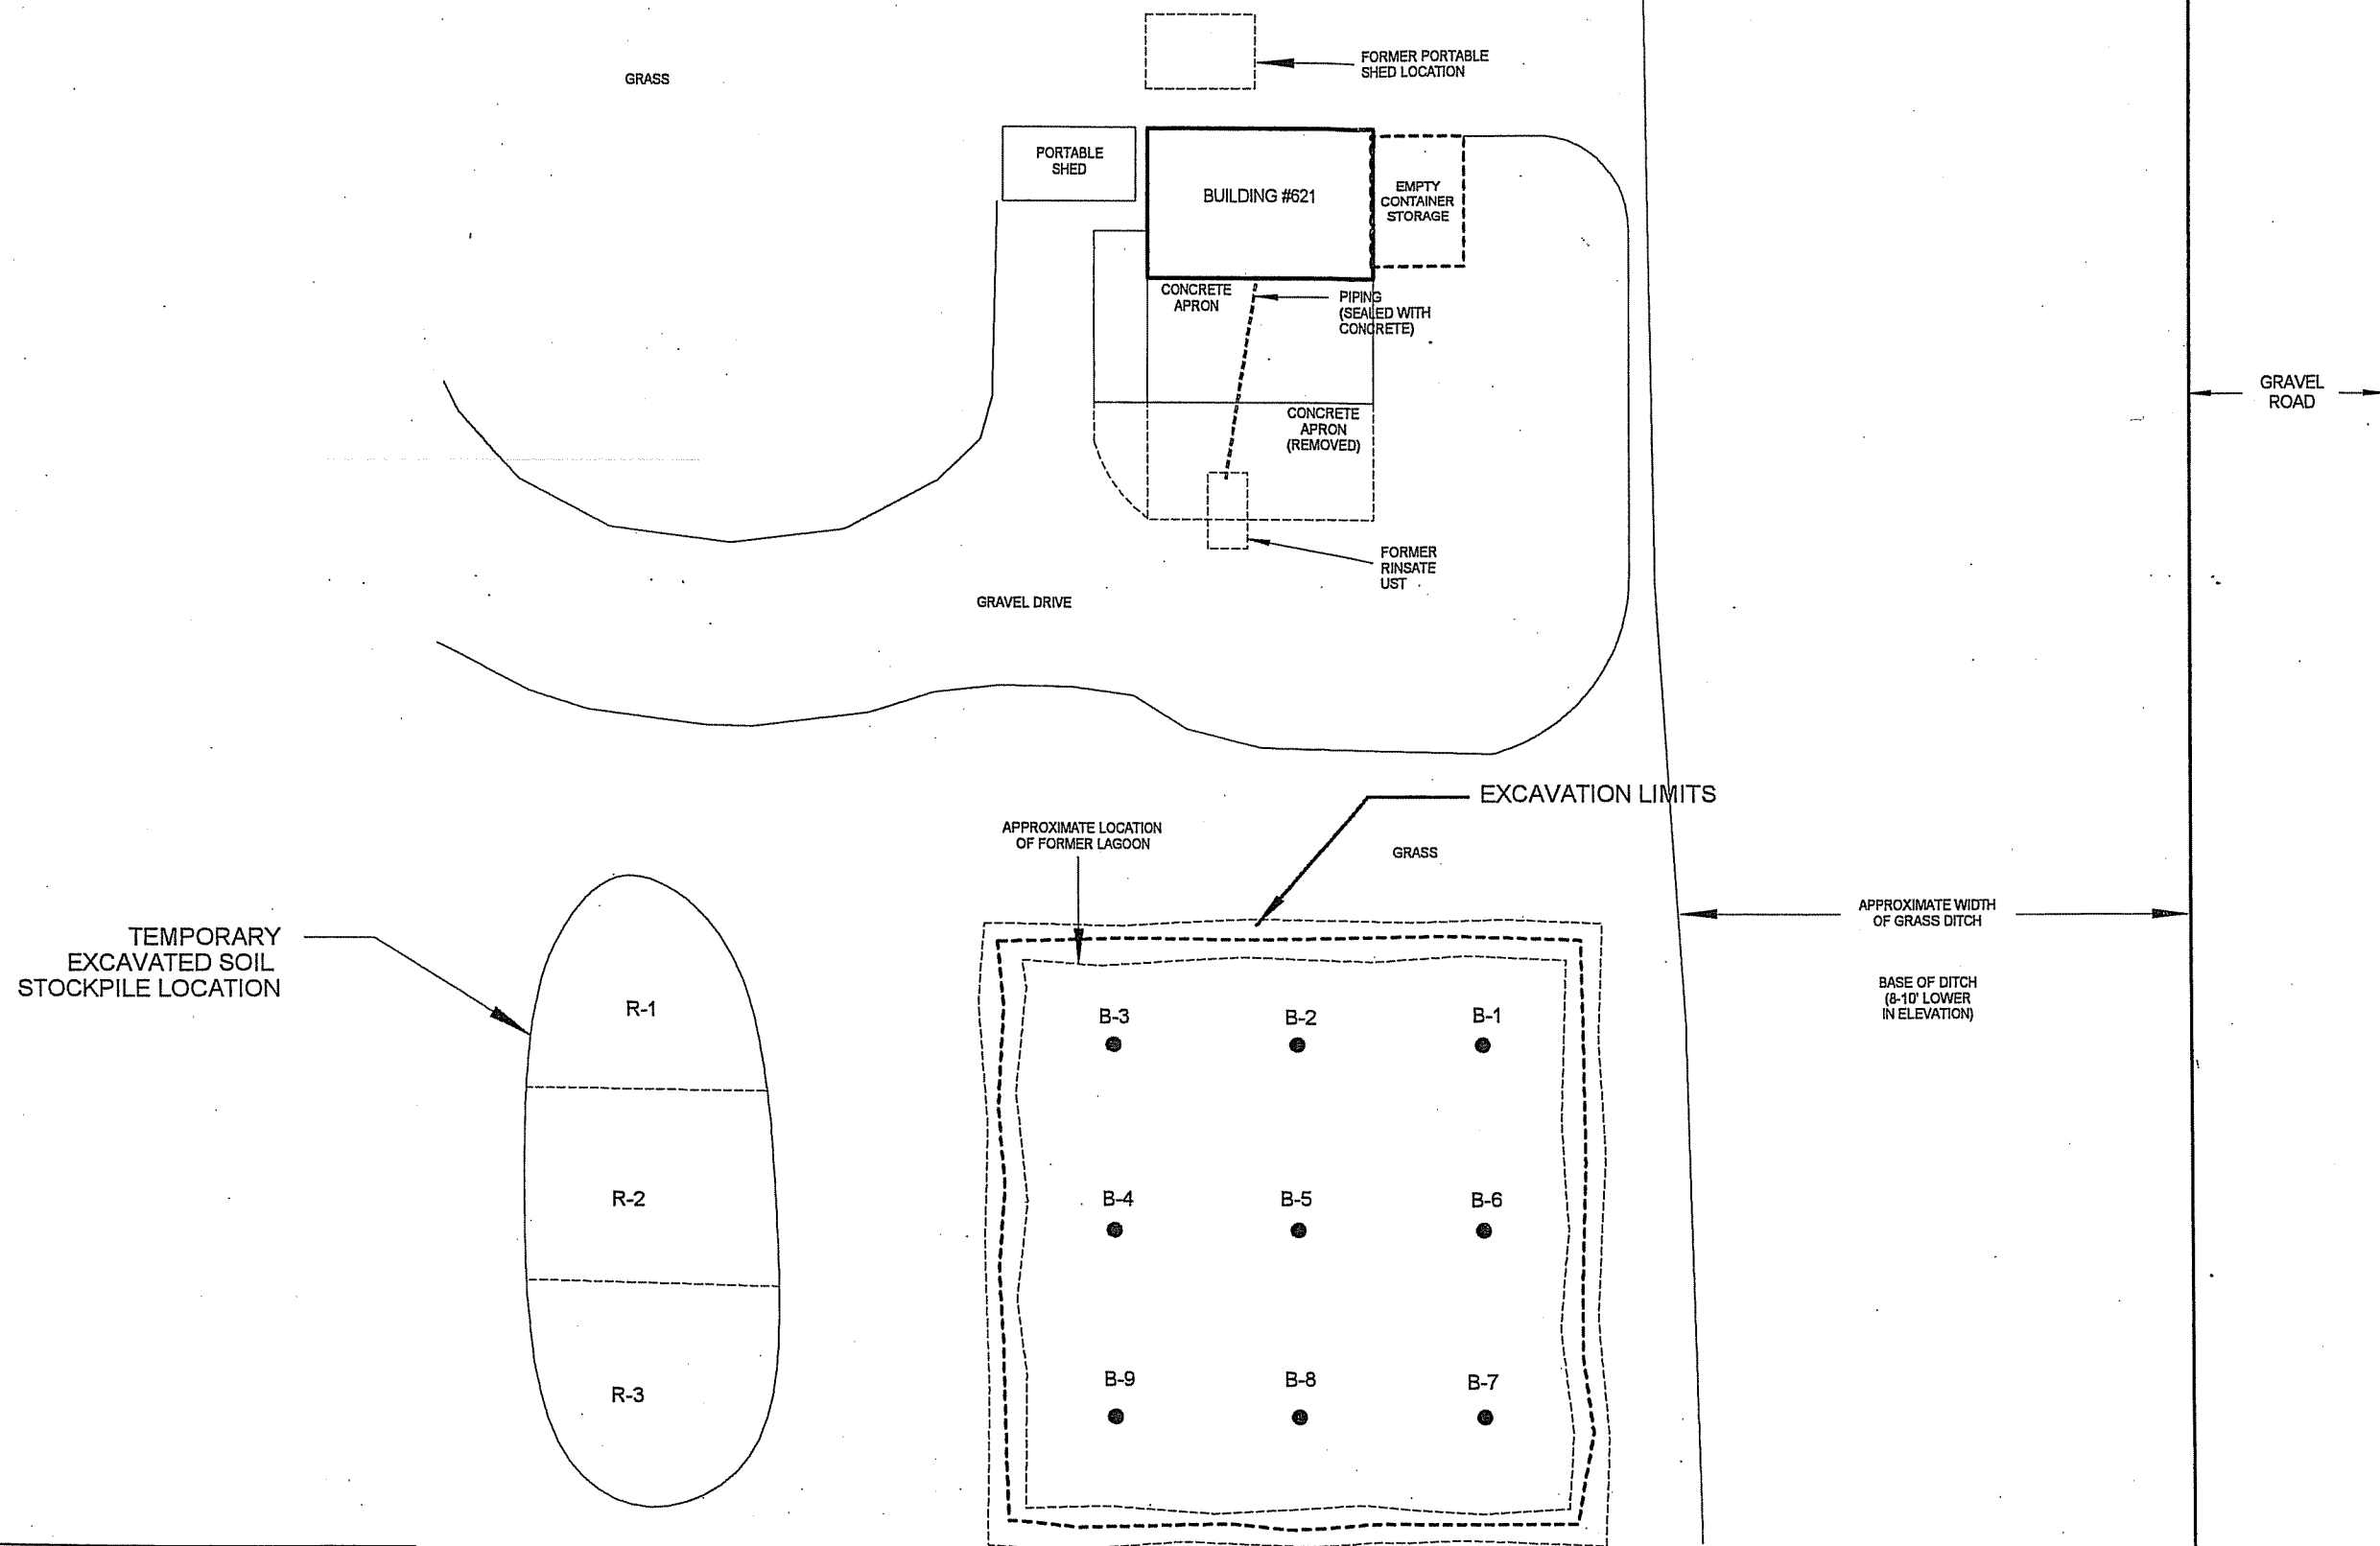 GRASS
FORMER PORTABLE
SHED LOCATION
PORTABLE
SHED
BUILDING #621
EMPTY
CONTAINER
STORAGE
CONCRETE
APRON
PIPING
(SEALED WITH
CONCRETE)
GRAVEL
ROAD
CONCRETE
APRON
(REMOVED)
FORMER
RINSATE
UST
GRAVEL DRIVE
EXCAVATION LIMITS
APPROXIMATE LOCATION
OF FORMER LAGOON
GRASS
APPROXIMATE WIDTH
OF GRASS DITCH
TEMPORARY
EXCAVATED SOIL
STOCKPILE LOCATION
BASE OF DITCH
(8-10' LOWER
IN ELEVATION)
R-1
B-3
B-2
B-1
R-2
B-4
B-5
B-6
R-3
B-9
B-8
B-7